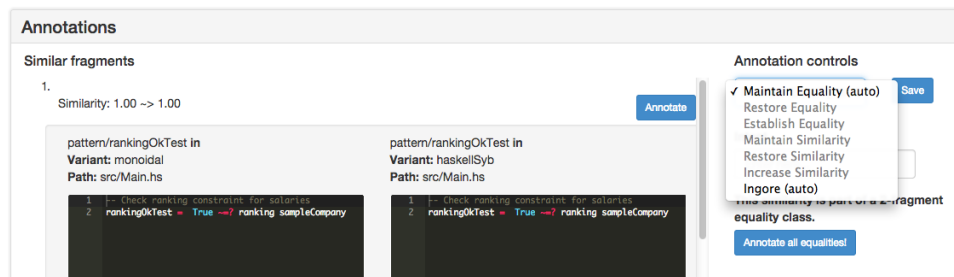 Annotations
Similar fragments
1.
Similarity: 1.00 ~> 1.00
Annotate
pattern/rankingOkTest in
Variant: monoidal
Path: src/Main.hs
1 -- Check ranking constraint for salaries
2 rankingOkTest = True ~=? ranking sampleCompany
pattern/rankingOkTest in
Variant: haskellSyb
Path: src/Main.hs
1 -- Check ranking constraint for salaries
2 rankingOkTest = True ~=? ranking sampleCompany
Annotation controls
✓ Maintain Equality (auto)
Restore Equality
Establish Equality
Maintain Similarity
Restore Similarity
Increase Similarity
Ingore (auto)
Save
This similarity is part of a 2-fragment
equality class.
Annotate all equalities!